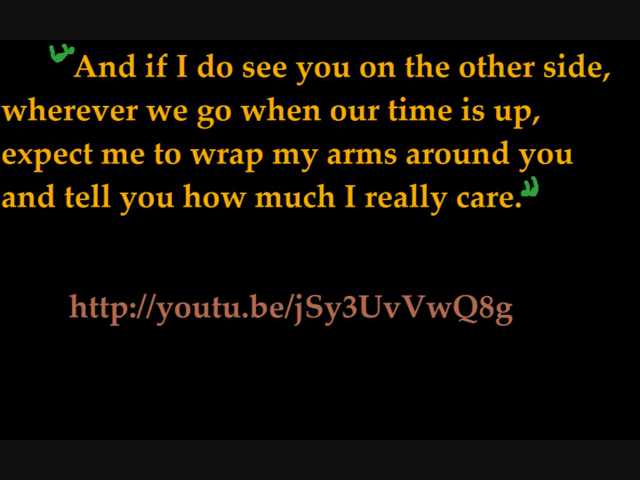 "And if I do see you on the other side,
wherever we go when our time is up,
expect me to wrap my arms around you
and tell you how much I really care."
http://youtu.be/jSy3UvVwQ8g